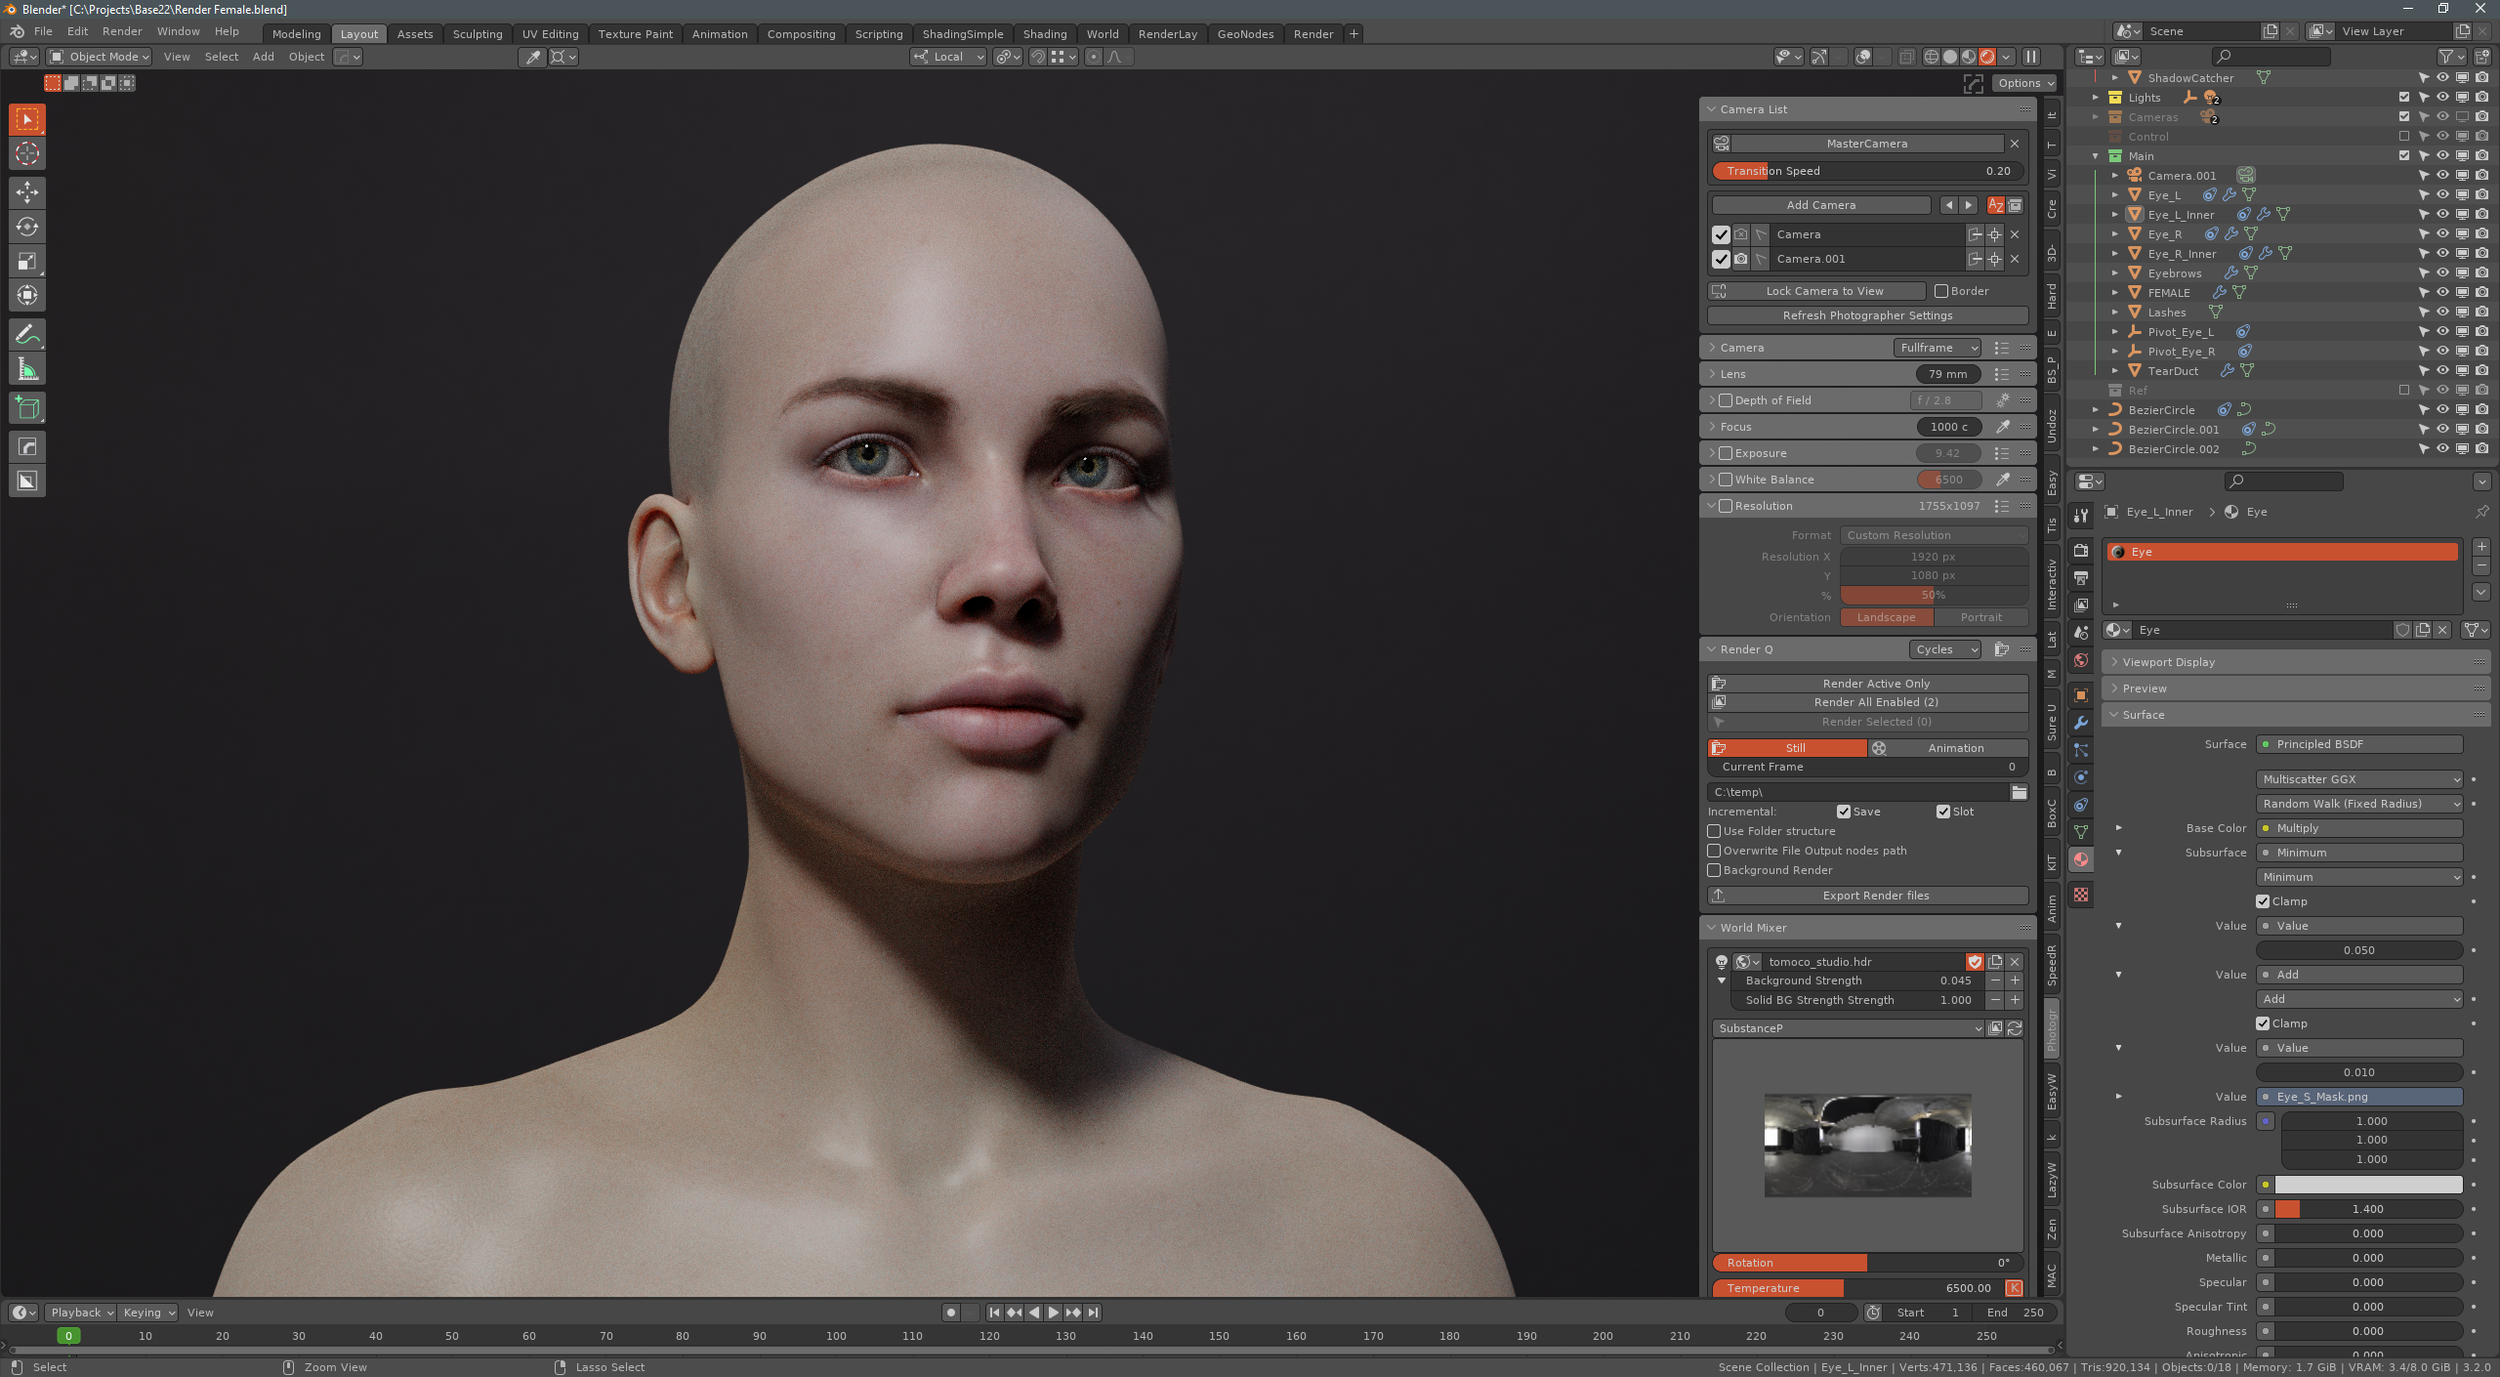 Blender* [C:\Projects\Base22\Render Female.blend]
File Edit Render Window Help
Modeling Layout Assets Sculpting UV Editing Texture Paint Animation Compositing Scripting ShadingSimple Shading World RenderLay GeoNodes Render +
Scene
View Layer
Object Mode View Select Add Object
Local
Options
Camera List
MasterCamera
Transition Speed 0.20
Add Camera
Camera
Camera.001
Lock Camera to View Border
Refresh Photographer Settings
Camera Fullframe
Lens 79 mm
Depth of Field f / 2.8
Focus 1000 c
Exposure 9.42
White Balance 6500
Resolution 1755x1097
Format Custom Resolution
Resolution X 1920 px
Y 1080 px
% 50%
Orientation Landscape Portrait
Render Q Cycles
Render Active Only
Render All Enabled (2)
Render Selected (0)
Still Animation
Current Frame 0
C:\temp\
Incremental: Save Slot
Use Folder structure
Overwrite File Output nodes path
Background Render
Export Render files
World Mixer
tomoco_studio.hdr
Background Strength 0.045
Solid BG Strength Strength 1.000
SubstanceP
Rotation 0°
Temperature 6500.00 K
It
T
Vi
Cre
3D-
Hard
E
BS_P
Undoz
Easy
Tis
Interactiv
Lat
M
Sure U
B
BoxC
KIT
Anim
SpeedR
Photogr
EasyW
k
LazyW
Zen
MAC
ShadowCatcher
Lights 2
Cameras 2
Control
Main
Camera.001
Eye_L
Eye_L_Inner
Eye_R
Eye_R_Inner
Eyebrows
FEMALE
Lashes
Pivot_Eye_L
Pivot_Eye_R
TearDuct
Ref
BezierCircle
BezierCircle.001
BezierCircle.002
Eye_L_Inner > Eye
Eye
Eye
Viewport Display
Preview
Surface
Surface Principled BSDF
Multiscatter GGX
Random Walk (Fixed Radius)
Base Color Multiply
Subsurface Minimum
Minimum
Clamp
Value Value
0.050
Value Add
Add
Clamp
Value Value
0.010
Value Eye_S_Mask.png
Subsurface Radius 1.000
1.000
1.000
Subsurface Color
Subsurface IOR 1.400
Subsurface Anisotropy 0.000
Metallic 0.000
Specular 0.000
Specular Tint 0.000
Roughness 0.000
Anisotropic 0.000
Playback Keying View
0 Start 1 End 250
0 10 20 30 40 50 60 70 80 90 100 110 120 130 140 150 160 170 180 190 200 210 220 230 240 250
Select Zoom View Lasso Select
Scene Collection | Eye_L_Inner | Verts:471,136 | Faces:460,067 | Tris:920,134 | Objects:0/18 | Memory: 1.7 GiB | VRAM: 3.4/8.0 GiB | 3.2.0